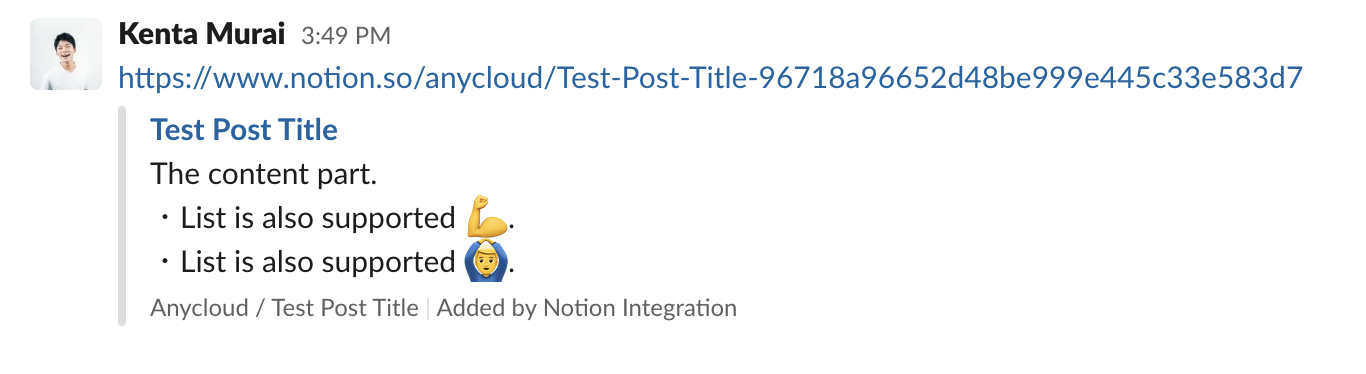 Kenta Murai 3:49 PM
https://www.notion.so/anycloud/Test-Post-Title-96718a96652d48be999e445c33e583d7
Test Post Title
The content part.
・List is also supported 💪.
・List is also supported 🙆.
Anycloud / Test Post Title | Added by Notion Integration